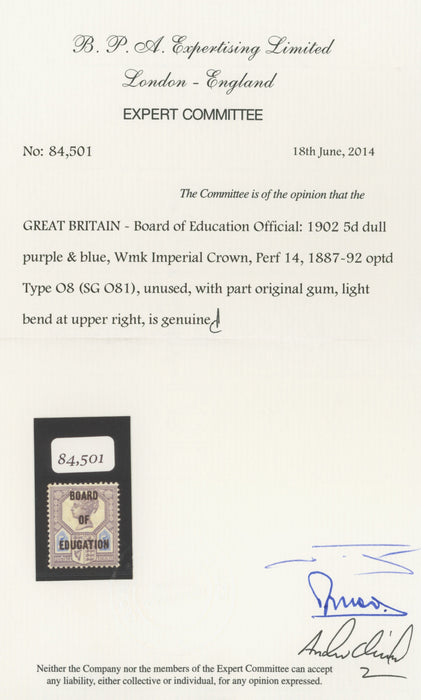 B. P. A. Expertising Limited
London - England
EXPERT COMMITTEE
No: 84,501
18th June, 2014
The Committee is of the opinion that the
GREAT BRITAIN - Board of Education Official: 1902 5d dull
purple & blue, Wmk Imperial Crown, Perf 14, 1887-92 optd
Type O8 (SG O81), unused, with part original gum, light
bend at upper right, is genuine
84,501
BOARD
OF
EDUCATION
Neither the Company nor the members of the Expert Committee can accept
any liability, either collective or individual, for any opinion expressed.